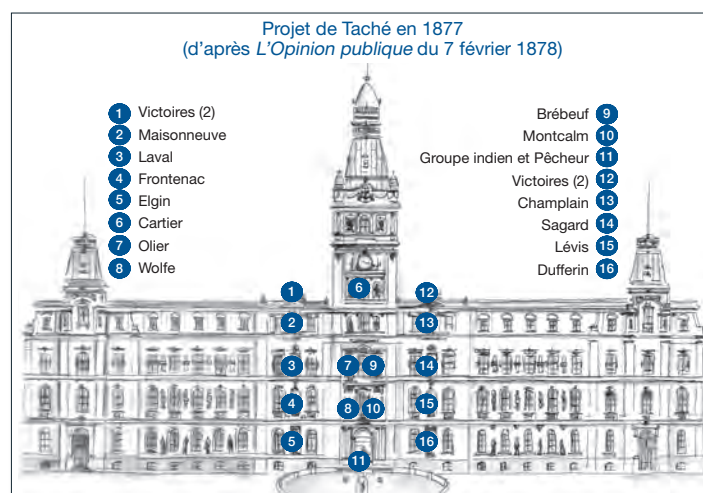 Projet de Taché en 1877
(d'après L'Opinion publique du 7 février 1878)
1 Victoires (2)
2 Maisonneuve
3 Laval
4 Frontenac
5 Elgin
6 Cartier
7 Olier
8 Wolfe
Brébeuf 9
Montcalm 10
Groupe indien et Pêcheur 11
Victoires (2) 12
Champlain 13
Sagard 14
Lévis 15
Dufferin 16
1 6 12
2 13
3 7 9 14
4 8 10 15
5 16
11